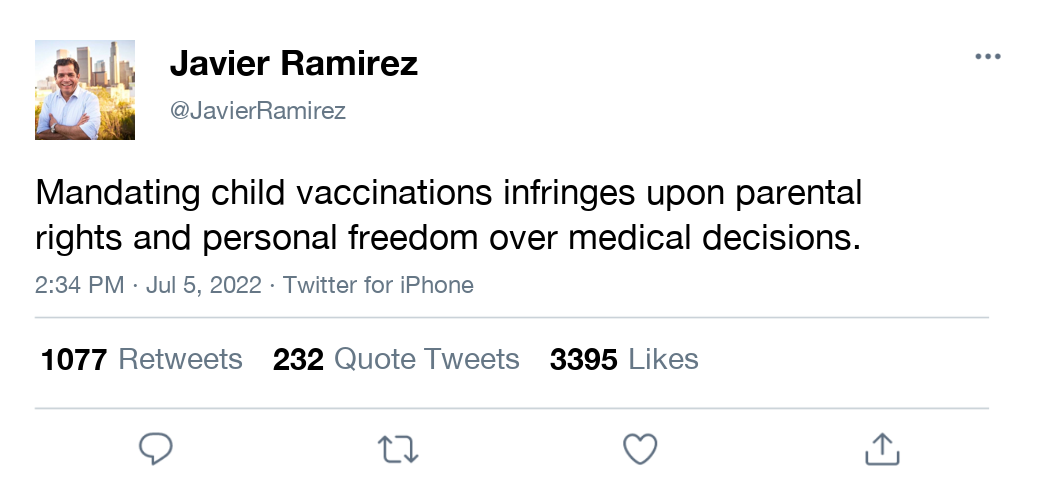 Javier Ramirez
@JavierRamirez
Mandating child vaccinations infringes upon parental
rights and personal freedom over medical decisions.
2:34 PM · Jul 5, 2022 · Twitter for iPhone
1077 Retweets 232 Quote Tweets 3395 Likes